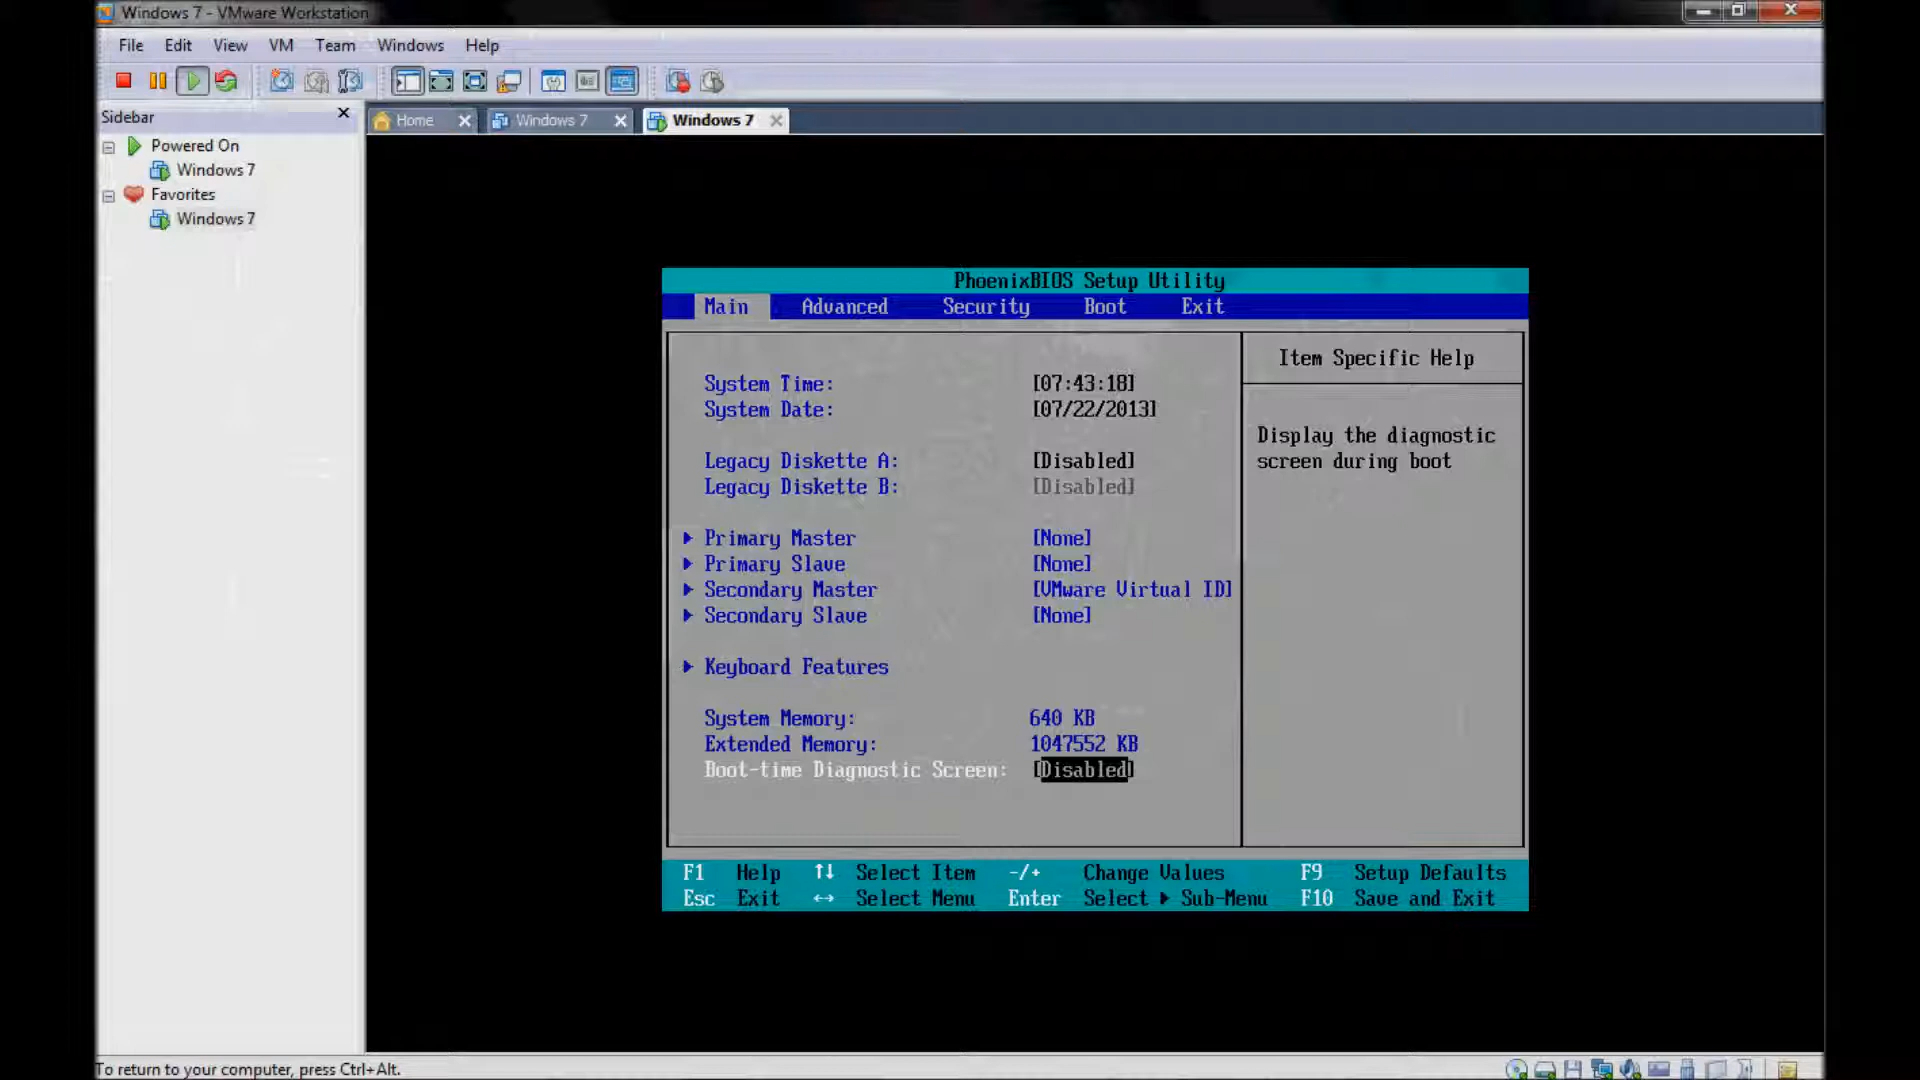 Windows 7 - VMware Workstation
File Edit View VM Team Windows Help
Sidebar
Home Windows 7 Windows 7
Powered On
Windows 7
Favorites
Windows 7
PhoenixBIOS Setup Utility
Main Advanced Security Boot Exit
Item Specific Help
System Time: [07:43:18]
System Date: [07/22/2013]
Display the diagnostic
screen during boot
Legacy Diskette A: [Disabled]
Legacy Diskette B: [Disabled]
Primary Master [None]
Primary Slave [None]
Secondary Master [VMware Virtual ID]
Secondary Slave [None]
Keyboard Features
System Memory: 640 KB
Extended Memory: 1047552 KB
Boot-time Diagnostic Screen: [Disabled]
F1 Help ↑↓ Select Item -/+ Change Values F9 Setup Defaults
Esc Exit ↔ Select Menu Enter Select ▶ Sub-Menu F10 Save and Exit
To return to your computer, press Ctrl+Alt.